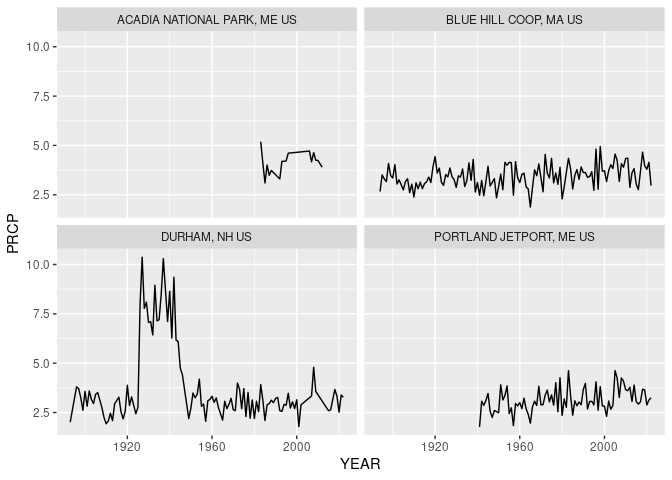 ACADIA NATIONAL PARK, ME US
BLUE HILL COOP, MA US
10.0
7.5
5.0
2.5
DURHAM, NH US
PORTLAND JETPORT, ME US
10.0
7.5
5.0
2.5
1920
1960
2000
1920
1960
2000
PRCP
YEAR